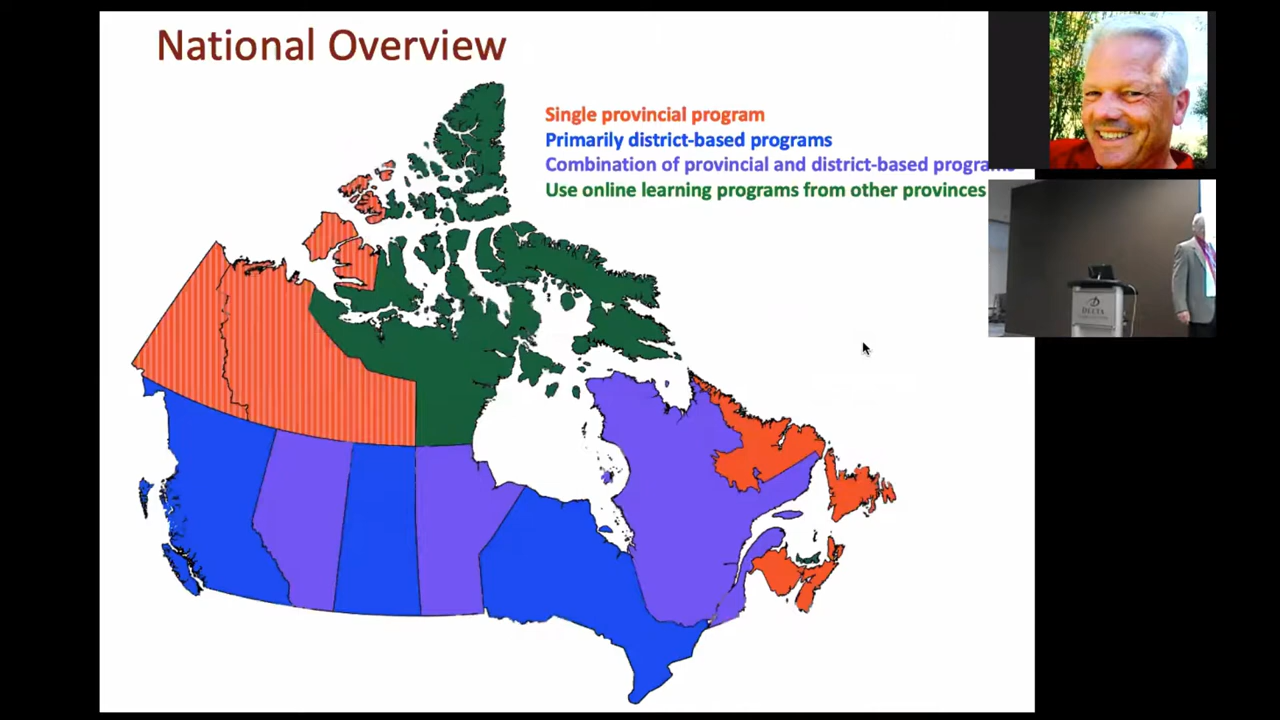 National Overview
Single provincial program
Primarily district-based programs
Combination of provincial and district-based programs
Use online learning programs from other provinces
DELTA